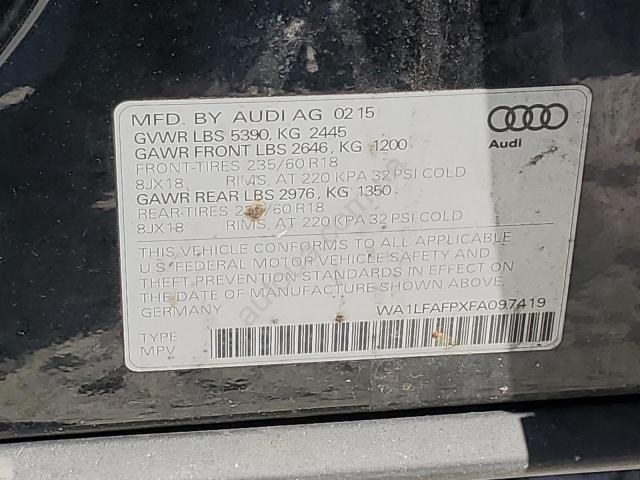 MFD. BY AUDI AG 02 15
GVWR LBS 5390, KG 2445
GAWR FRONT LBS 2646, KG 1200
FRONT-TIRES 235/60 R18
8JX18 RIMS, AT 220 KPA 32 PSI COLD
GAWR REAR LBS 2976, KG 1350
REAR-TIRES 235/60 R18
8JX18 RIMS, AT 220 KPA 32 PSI COLD
Audi
THIS VEHICLE CONFORMS TO ALL APPLICABLE
U.S. FEDERAL MOTOR VEHICLE SAFETY AND
THEFT PREVENTION STANDARDS IN EFFECT ON
THE DATE OF MANUFACTURE SHOWN ABOVE.
GERMANY WA1LFAFPXFA097419
TYPE
MPV